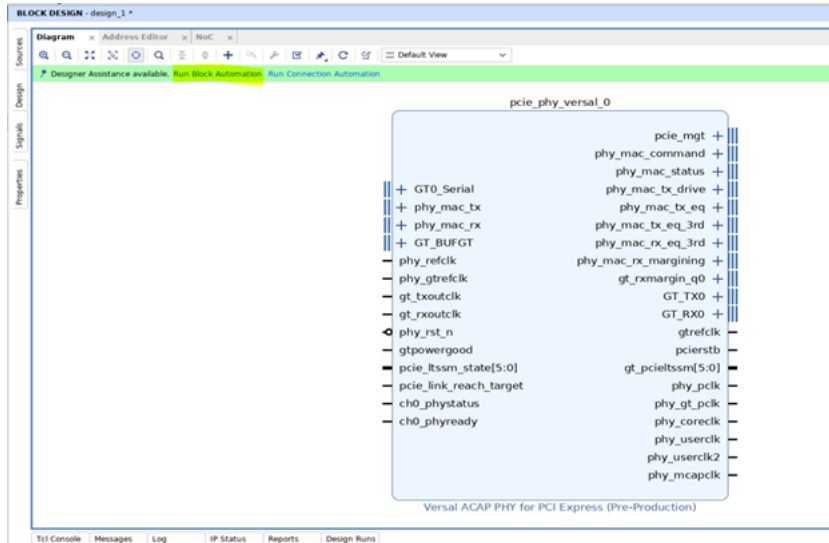 BLOCK DESIGN - design_1 *
Diagram x Address Editor x NoC x
Default View
Designer Assistance available. Run Block Automation Run Connection Automation
Sources
Design
Signals
Properties
pcie_phy_versal_0
GT0_Serial
phy_mac_tx
phy_mac_rx
GT_BUFGT
phy_refclk
phy_gtrefclk
gt_txoutclk
gt_rxoutclk
phy_rst_n
gtpowergood
pcie_ltssm_state[5:0]
pcie_link_reach_target
ch0_phystatus
ch0_phyready
pcie_mgt
phy_mac_command
phy_mac_status
phy_mac_tx_drive
phy_mac_tx_eq
phy_mac_tx_eq_3rd
phy_mac_rx_eq_3rd
phy_mac_rx_margining
gt_rxmargin_q0
GT_TX0
GT_RX0
gtrefclk
pcierstb
gt_pcieltssm[5:0]
phy_pclk
phy_gt_pclk
phy_coreclk
phy_userclk
phy_userclk2
phy_mcapclk
Versal ACAP PHY for PCI Express (Pre-Production)
Tcl Console Messages Log IP Status Reports Design Runs